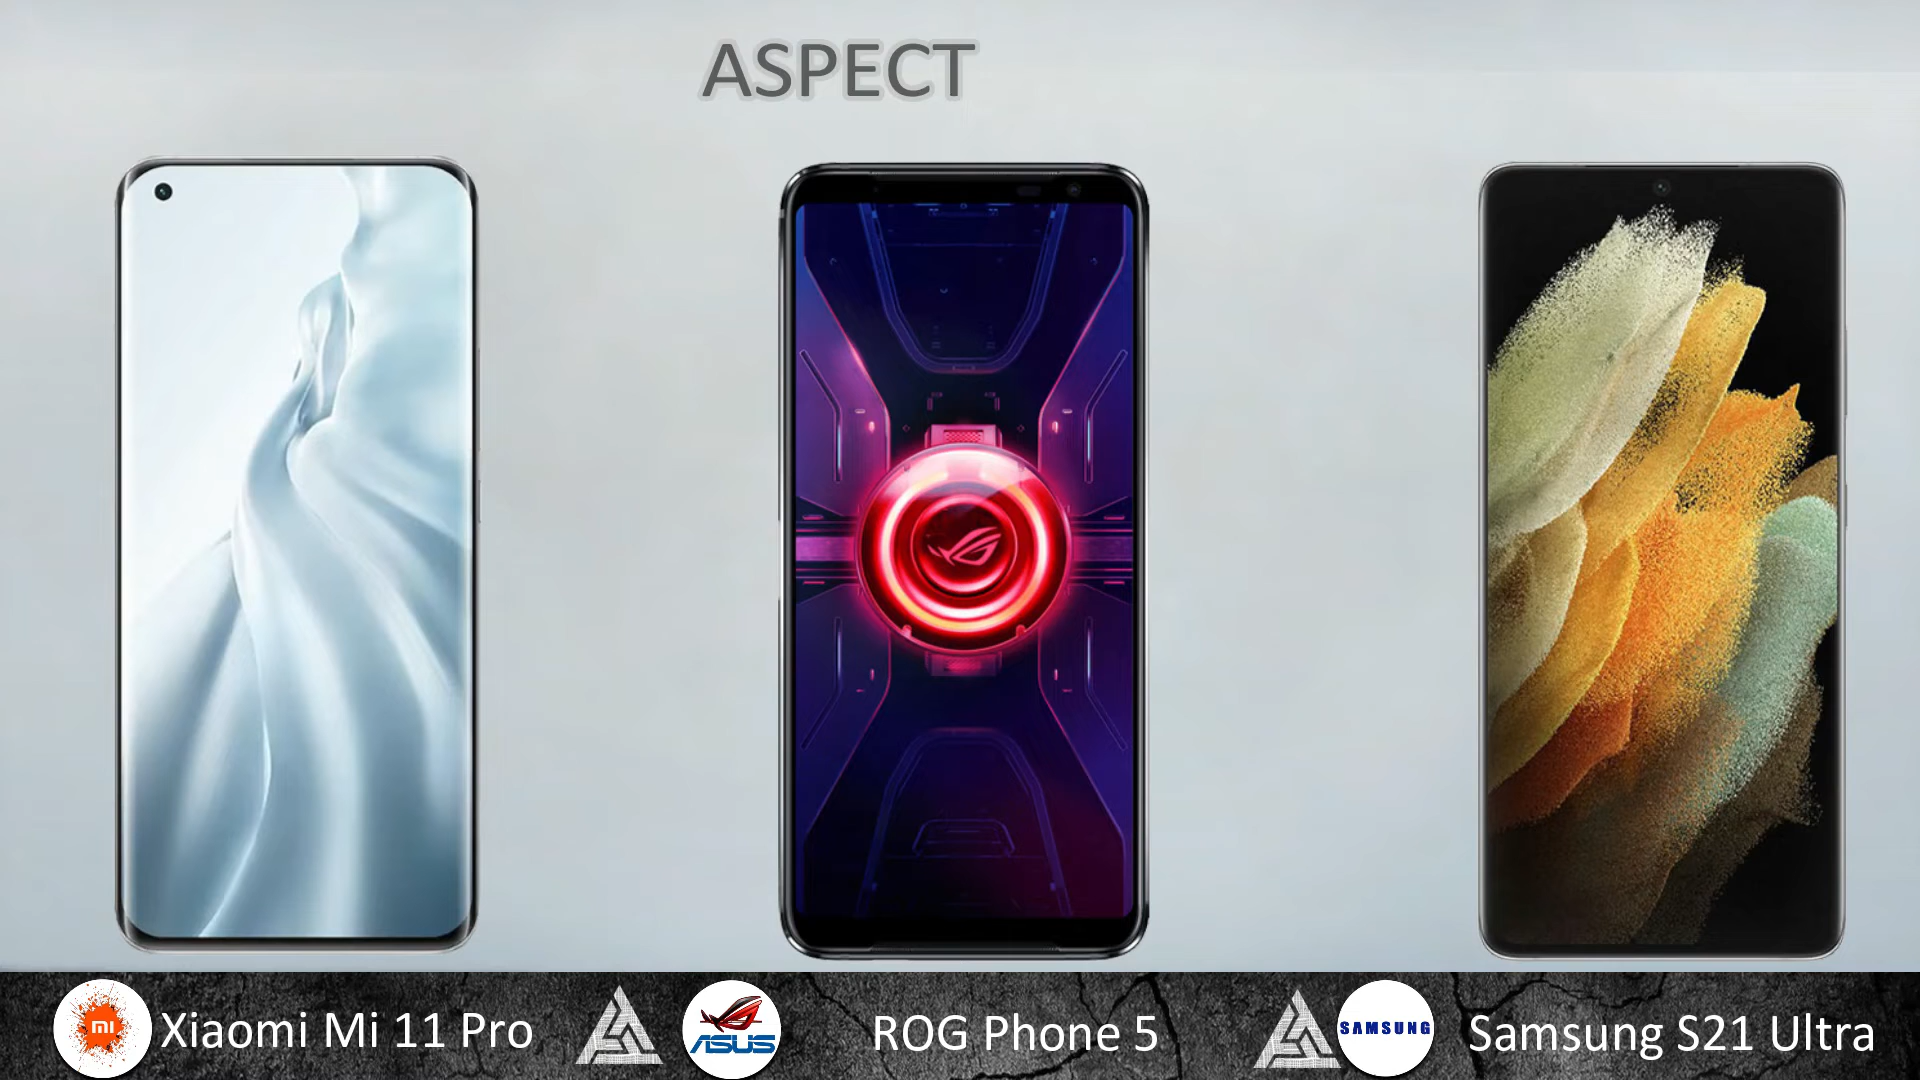 ASPECT
mi
Xiaomi Mi 11 Pro
ASUS
ROG Phone 5
SAMSUNG
Samsung S21 Ultra